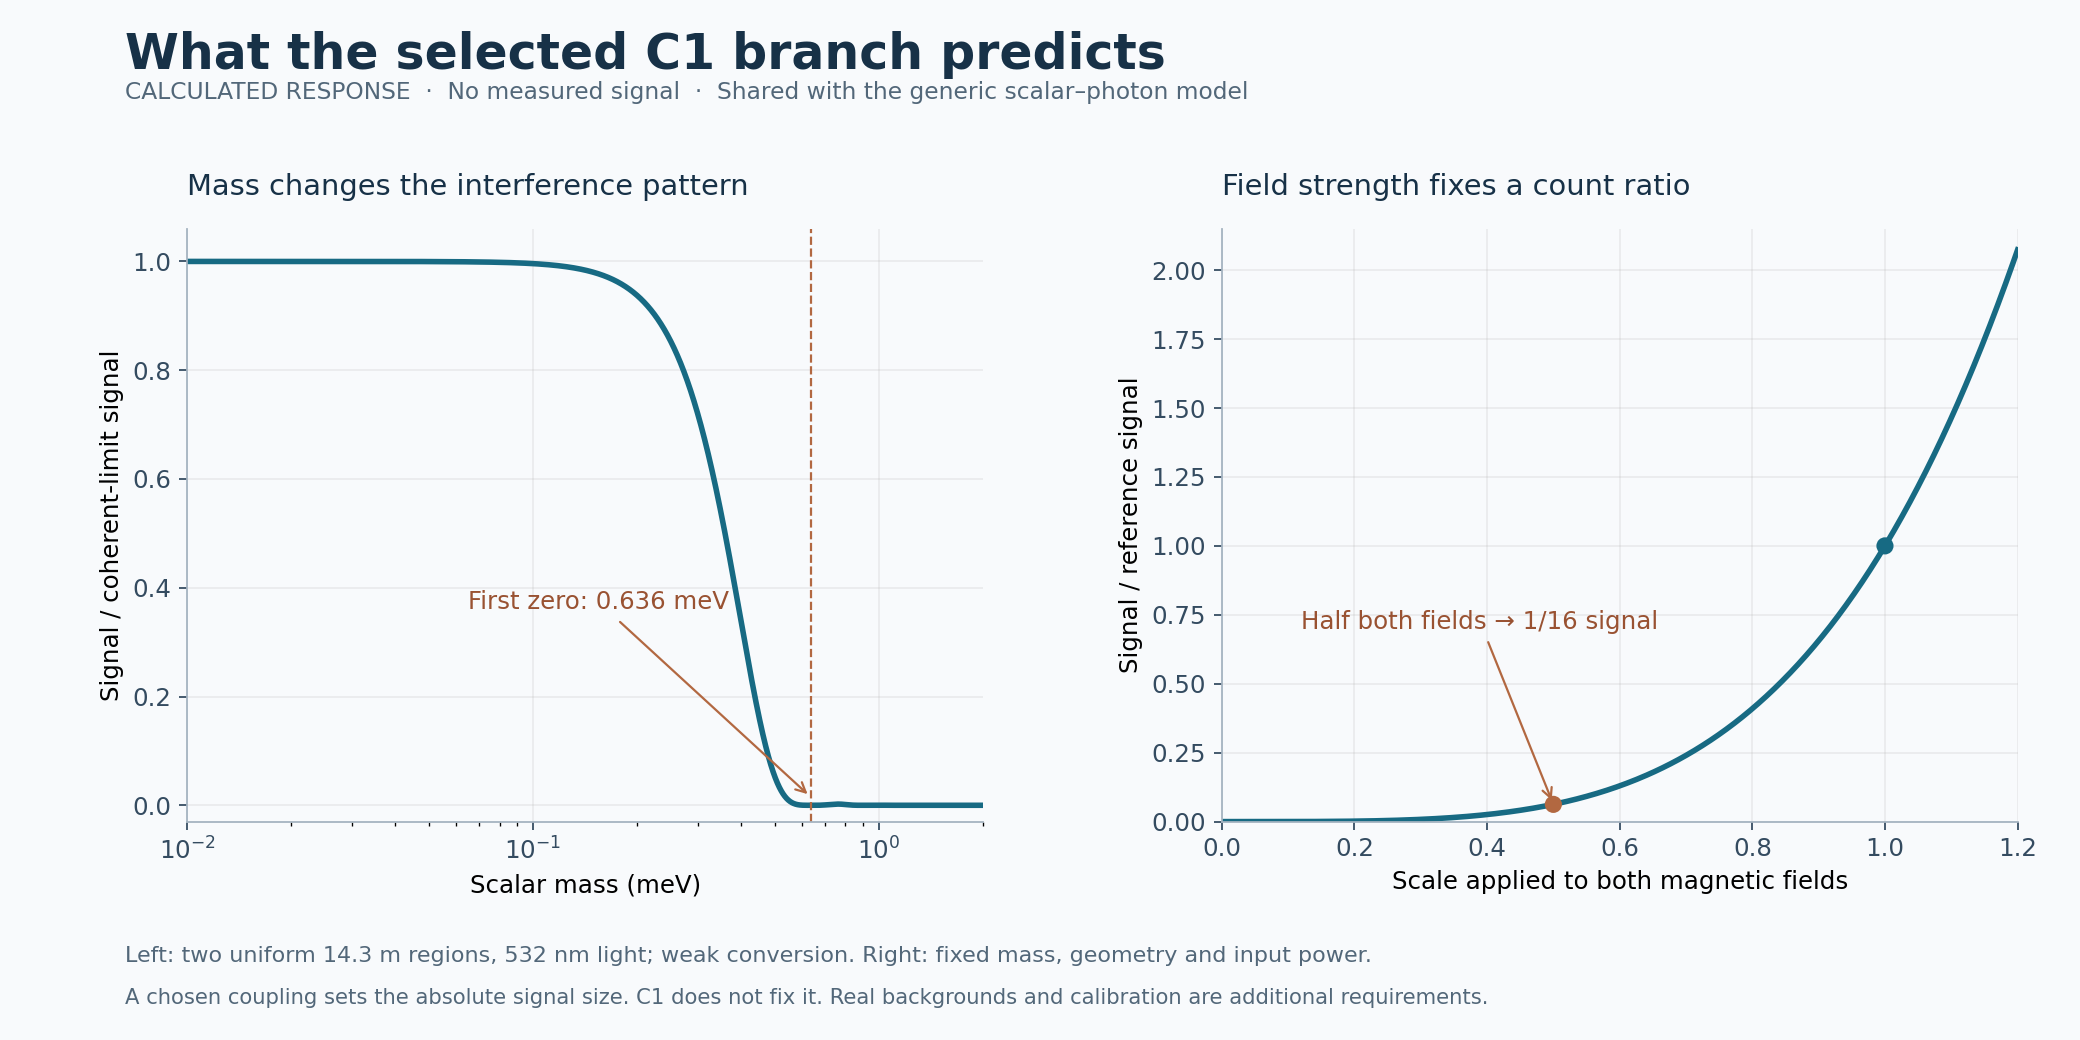 What the selected C1 branch predicts
CALCULATED RESPONSE · No measured signal · Shared with the generic scalar–photon model
Mass changes the interference pattern
Signal / coherent-limit signal
1.0
0.8
0.6
0.4
0.2
0.0
First zero: 0.636 meV
10⁻²
10⁻¹
10⁰
Scalar mass (meV)
Field strength fixes a count ratio
Signal / reference signal
2.00
1.75
1.50
1.25
1.00
0.75
0.50
0.25
0.00
Half both fields → 1/16 signal
0.0 0.2 0.4 0.6 0.8 1.0 1.2
Scale applied to both magnetic fields
Left: two uniform 14.3 m regions, 532 nm light; weak conversion. Right: fixed mass, geometry and input power.
A chosen coupling sets the absolute signal size. C1 does not fix it. Real backgrounds and calibration are additional requirements.